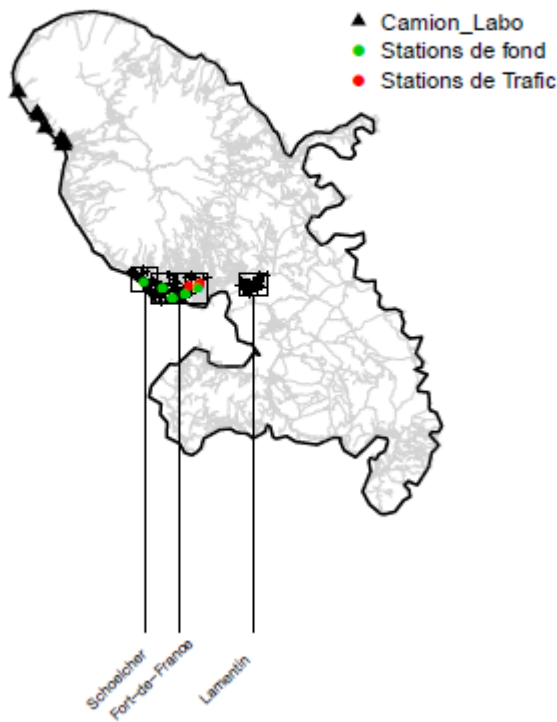 Camion_Labo
Stations de fond
Stations de Trafic
Schoelcher
Fort-de-France
Lamentin